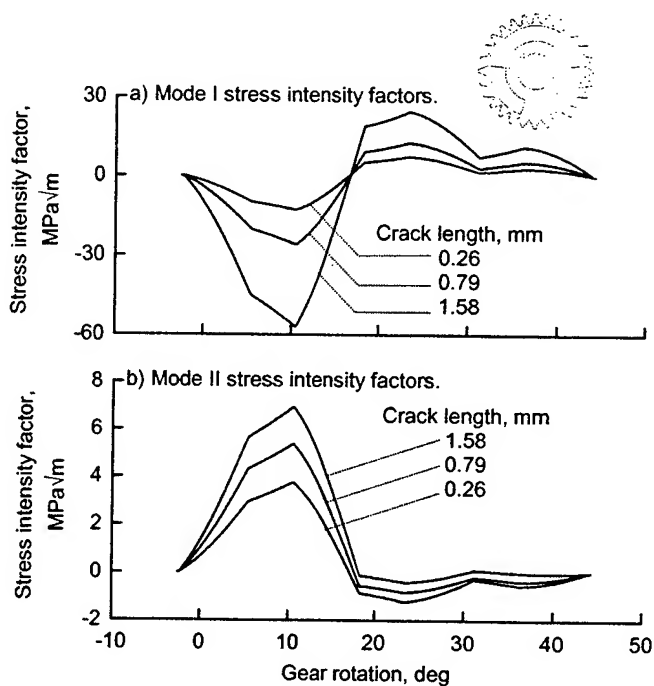 a) Mode I stress intensity factors.
Stress intensity factor,
MPa√m
30
0
-30
-60
Crack length, mm
0.26
0.79
1.58
b) Mode II stress intensity factors.
Stress intensity factor,
MPa√m
8
6
4
2
0
-2
Crack length, mm
1.58
0.79
0.26
-10 0 10 20 30 40 50
Gear rotation, deg